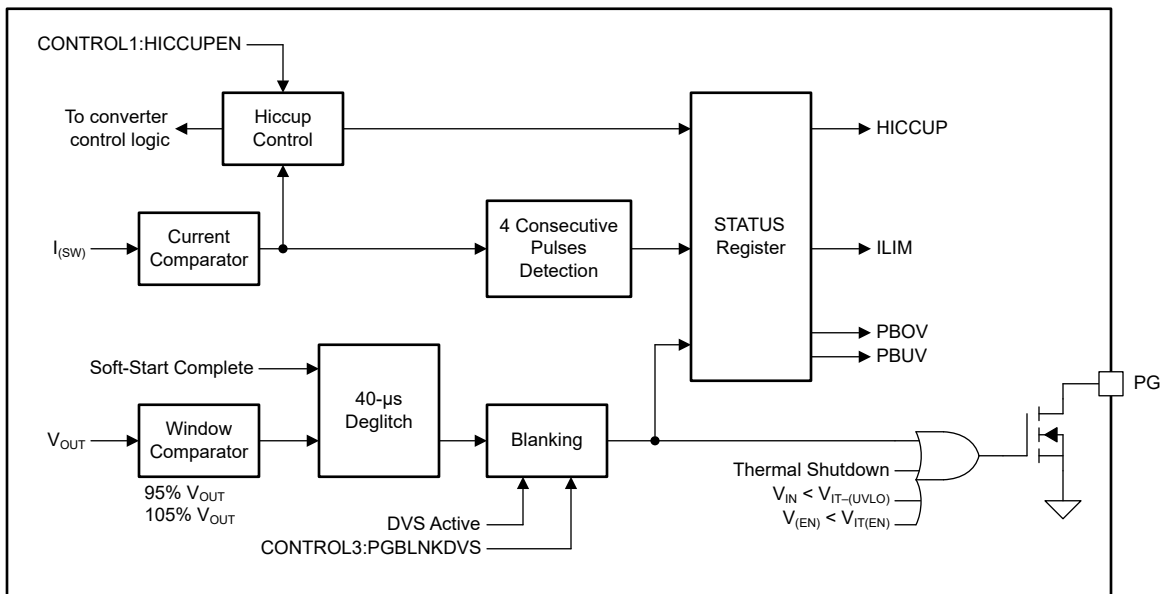 CONTROL1:HICCUPEN
To converter
control logic
Hiccup
Control
HICCUP
I(SW)
Current
Comparator
4 Consecutive
Pulses
Detection
STATUS
Register
ILIM
PBOV
PBUV
Soft-Start Complete
40-µs
Deglitch
PG
VOUT
Window
Comparator
Blanking
95% VOUT
105% VOUT
Thermal Shutdown
VIN < VIT–(UVLO)
V(EN) < VIT(EN)
DVS Active
CONTROL3:PGBLNKDVS